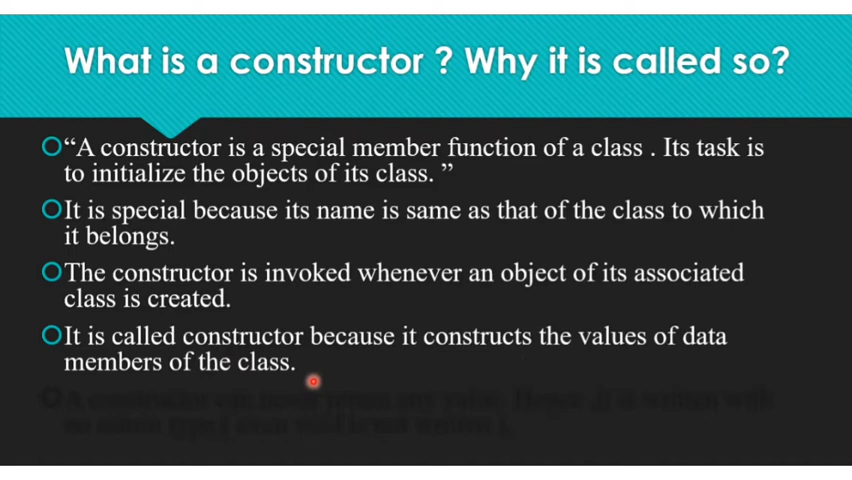 What is a constructor ? Why it is called so?
“A constructor is a special member function of a class . Its task is
to initialize the objects of its class. ”
It is special because its name is same as that of the class to which
it belongs.
The constructor is invoked whenever an object of its associated
class is created.
It is called constructor because it constructs the values of data
members of the class.